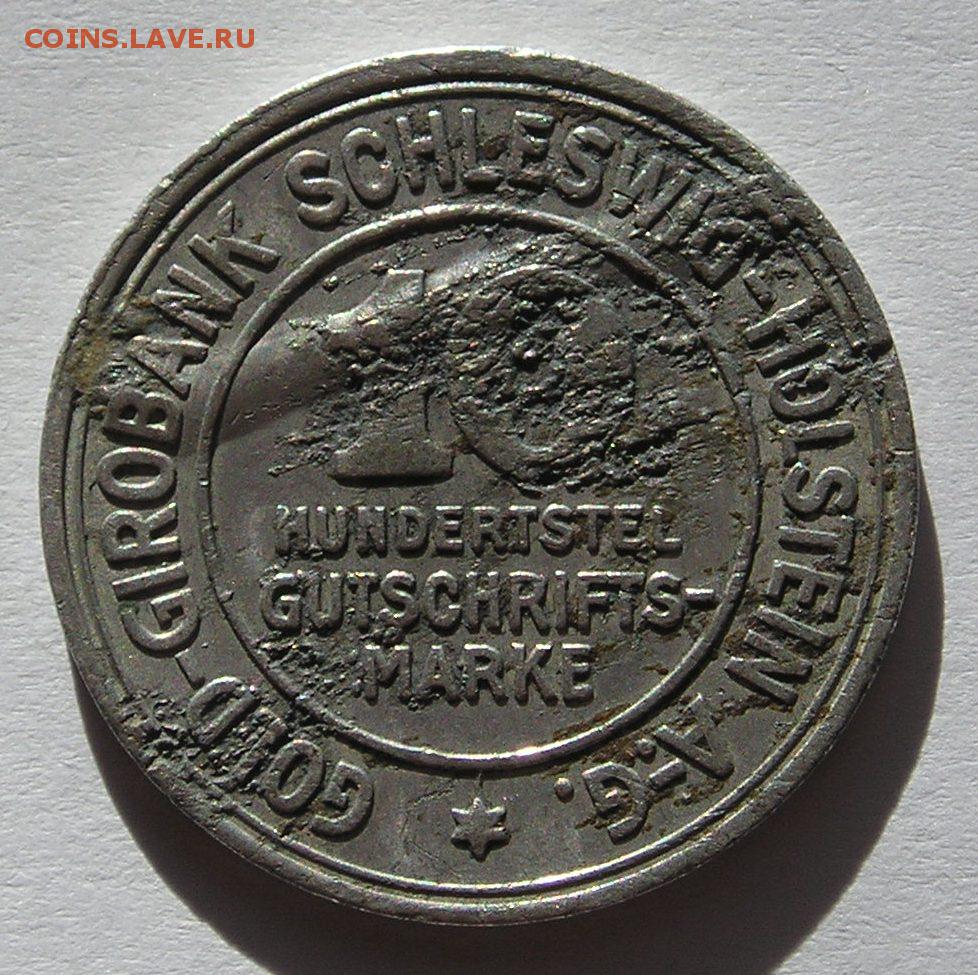 COINS.LAVE.RU
GOLD-GIROBANK SCHLESWIG-HOLSTEIN A.-G.
10
HUNDERTSTEL
GUTSCHRIFTS-
MARKE